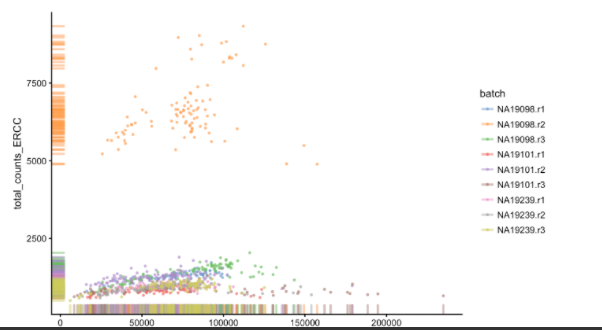 total_counts_ERCC
7500
5000
2500
0
50000
100000
150000
200000
batch
NA19098.r1
NA19098.r2
NA19098.r3
NA19101.r1
NA19101.r2
NA19101.r3
NA19239.r1
NA19239.r2
NA19239.r3